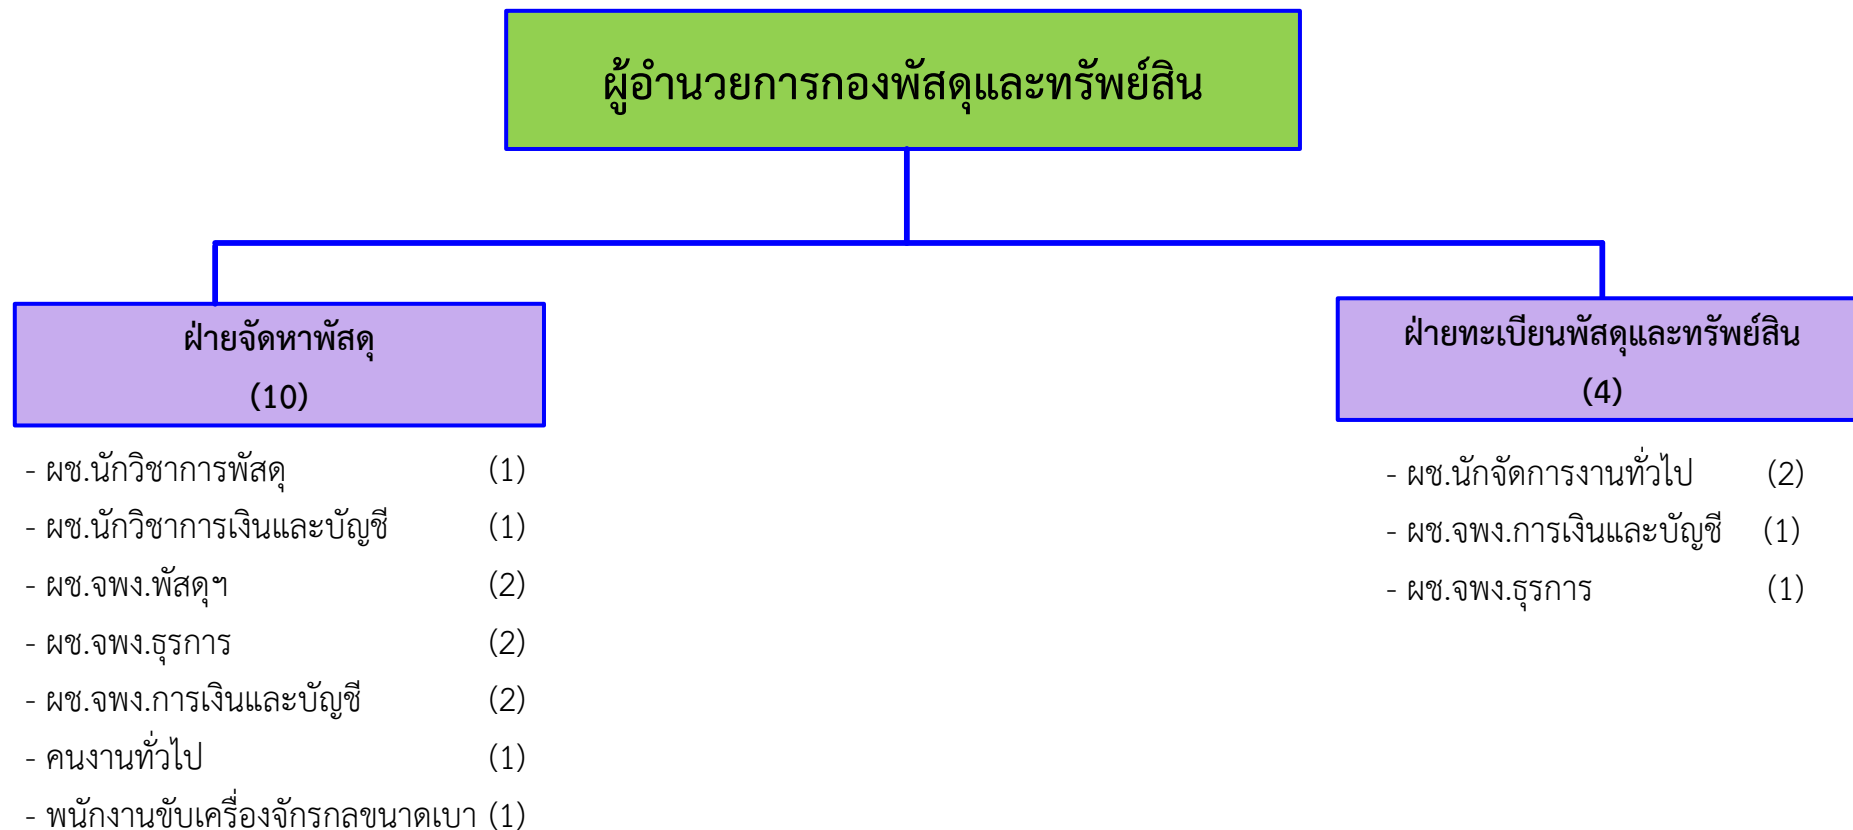 ผู้อำนวยการกองพัสดุและทรัพย์สิน
ฝ่ายจัดหาพัสดุ
(10)
- ผช.นักวิชาการพัสดุ (1)
- ผช.นักวิชาการเงินและบัญชี (1)
- ผช.จพง.พัสดุฯ (2)
- ผช.จพง.ธุรการ (2)
- ผช.จพง.การเงินและบัญชี (2)
- คนงานทั่วไป (1)
- พนักงานขับเครื่องจักรกลขนาดเบา (1)
ฝ่ายทะเบียนพัสดุและทรัพย์สิน
(4)
- ผช.นักจัดการงานทั่วไป (2)
- ผช.จพง.การเงินและบัญชี (1)
- ผช.จพง.ธุรการ (1)